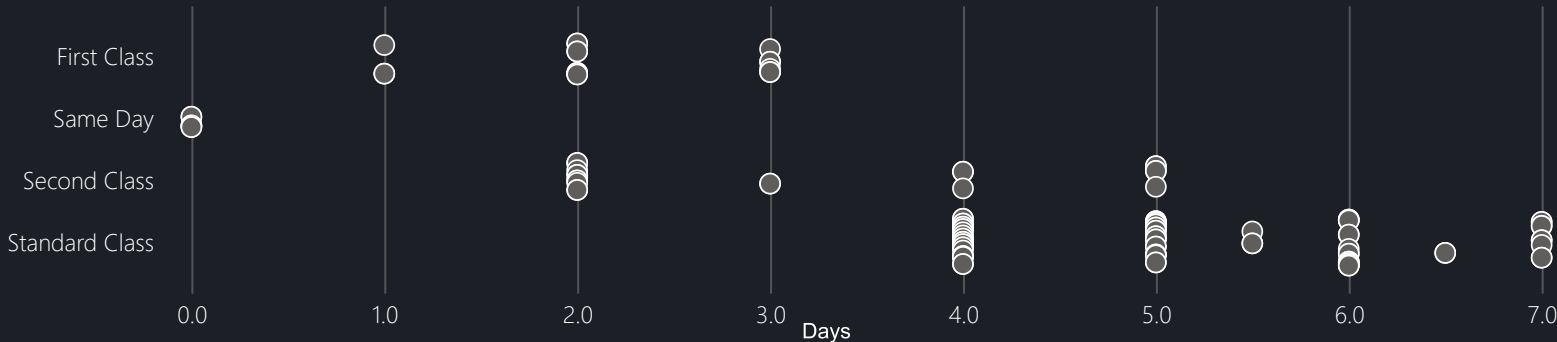 First Class
Same Day
Second Class
Standard Class
0.0 1.0 2.0 3.0 4.0 5.0 6.0 7.0
Days